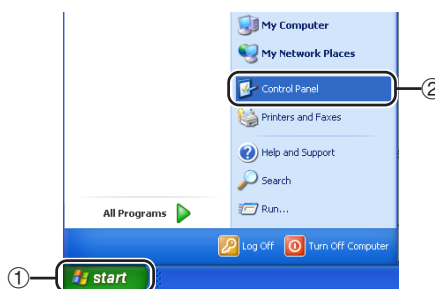 My Computer
My Network Places
Control Panel
②
Printers and Faxes
Help and Support
Search
All Programs
Run...
Log Off Turn Off Computer
① start